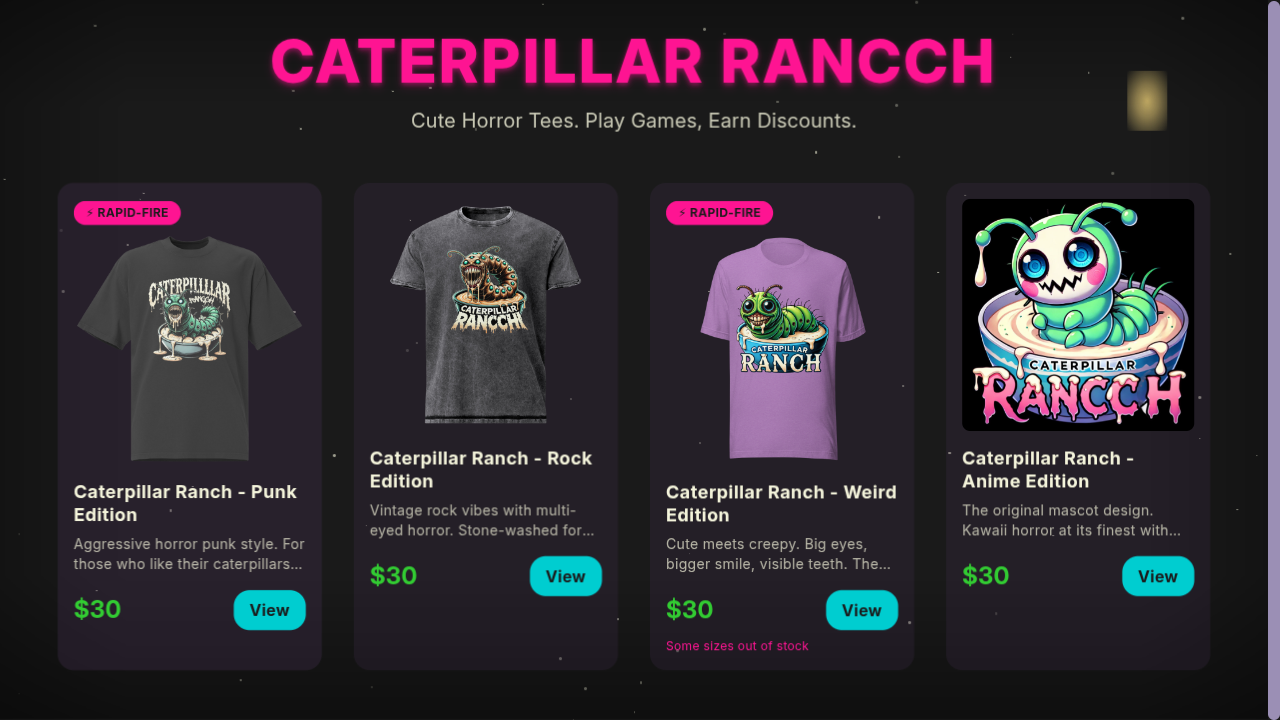 CATERPILLAR RANCCH
Cute Horror Tees. Play Games, Earn Discounts.
⚡ RAPID-FIRE
CATERPILLLAR
RANCCH
Caterpillar Ranch - Punk
Edition
Aggressive horror punk style. For
those who like their caterpillars...
$30
View
CATERPILLAR
RANCCH
Caterpillar Ranch - Rock
Edition
Vintage rock vibes with multi-
eyed horror. Stone-washed for...
$30
View
⚡ RAPID-FIRE
CATERPILLAR
RANCH
Caterpillar Ranch - Weird
Edition
Cute meets creepy. Big eyes,
bigger smile, visible teeth. The...
$30
View
Some sizes out of stock
CATERPILLAR
RANCCH
Caterpillar Ranch -
Anime Edition
The original mascot design.
Kawaii horror at its finest with...
$30
View